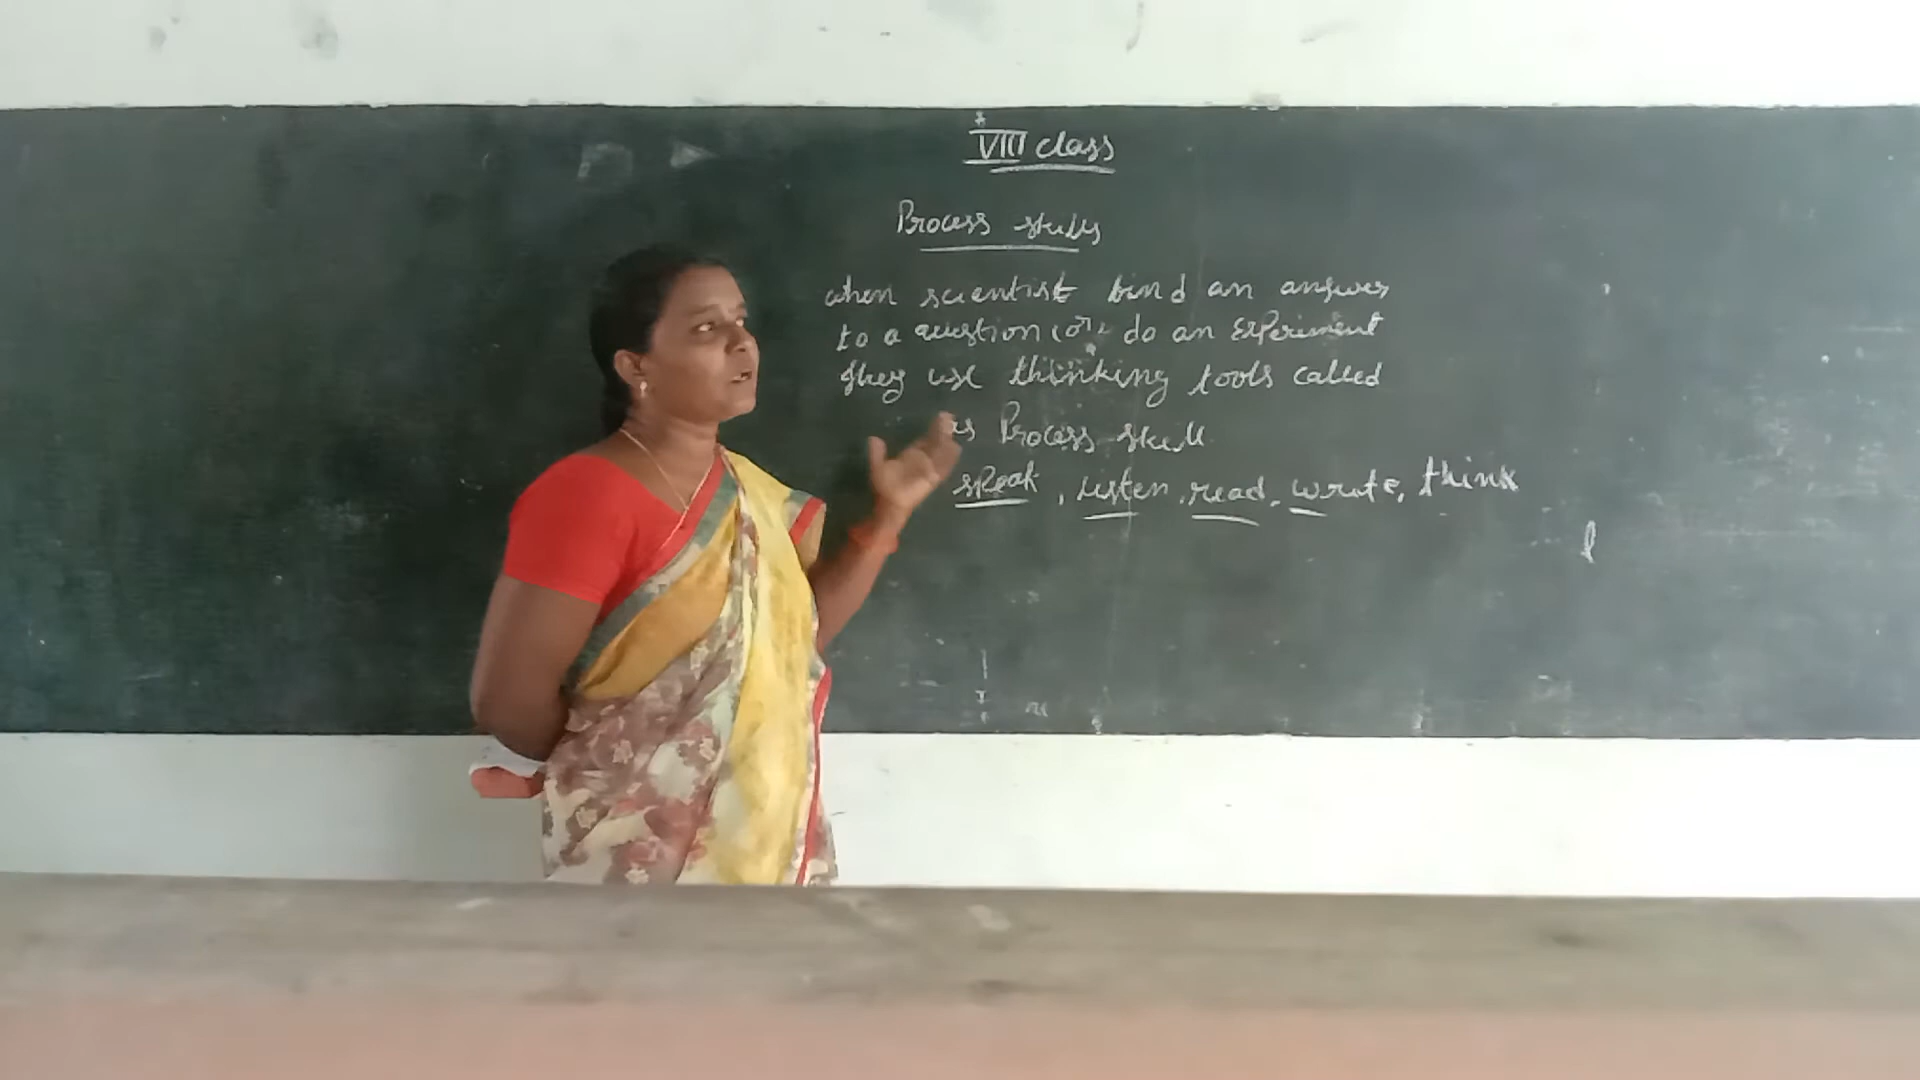 VIII class
Process skills
when scientist find an answer
to a question (or) do an Experiment
they use thinking tools called
as Process skill
speak, listen, read, write, think